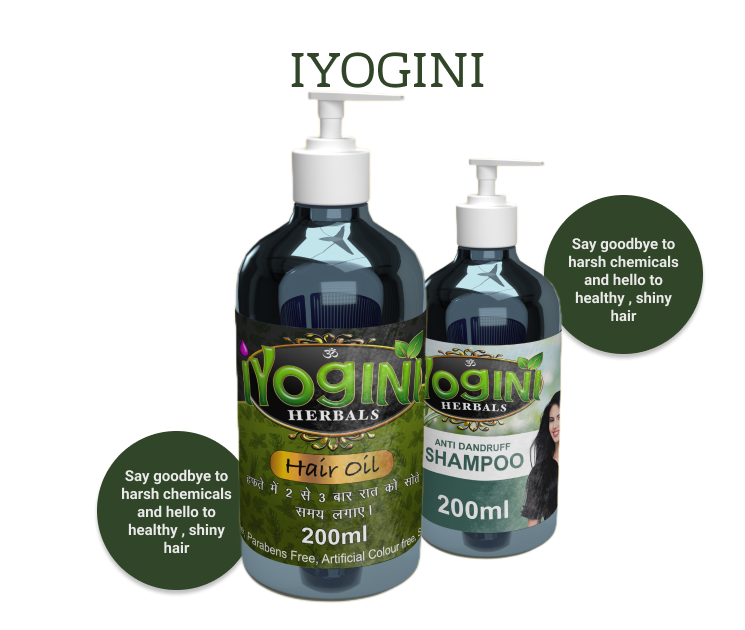 IYOGINI
Say goodbye to
harsh chemicals
and hello to
healthy , shiny
hair
ॐ
iYOGINI
HERBALS
Hair Oil
हफ्ते में 2 से 3 बार रात को सोते
समय लगाए।
200ml
Parabens Free, Artificial Colour free,
ॐ
YOGINI
HERBALS
ANTI DANDRUFF
SHAMPOO
200ml
Say goodbye to
harsh chemicals
and hello to
healthy , shiny
hair